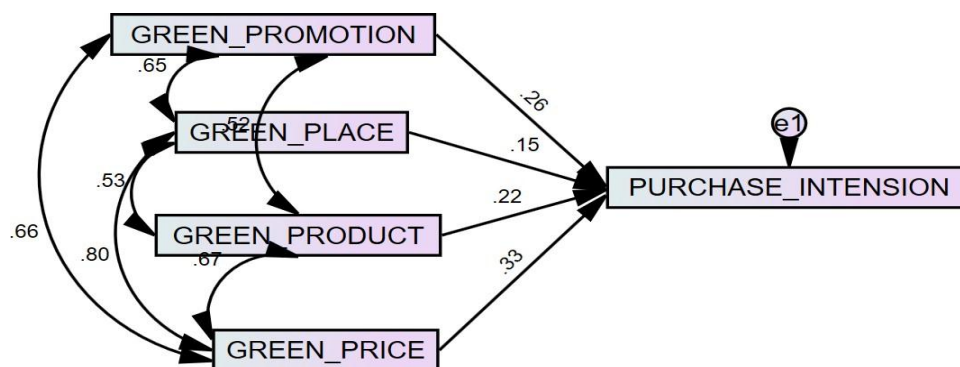 GREEN_PROMOTION
.65
.26
.52
e1
GREEN_PLACE
.15
PURCHASE_INTENSION
.53
.22
.66
GREEN_PRODUCT
.80
.67
.33
GREEN_PRICE